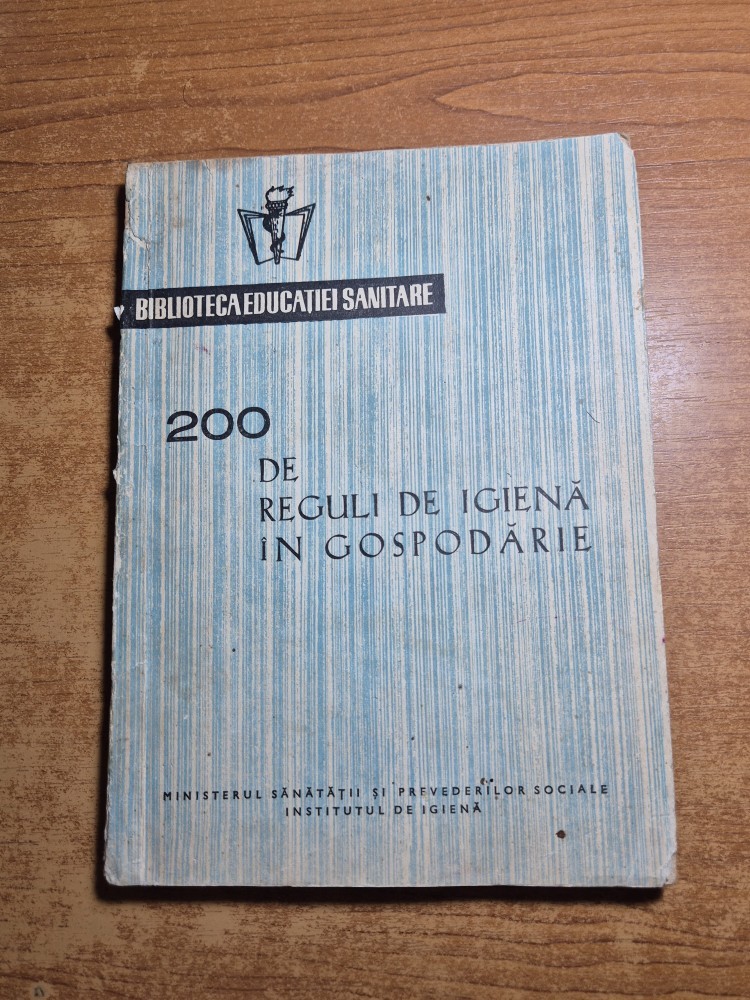 BIBLIOTECA EDUCAȚIEI SANITARE
200
DE
REGULI DE IGIENĂ
ÎN GOSPODĂRIE
MINISTERUL SĂNĂTĂȚII ȘI PREVEDERILOR SOCIALE
INSTITUTUL DE IGIENĂ